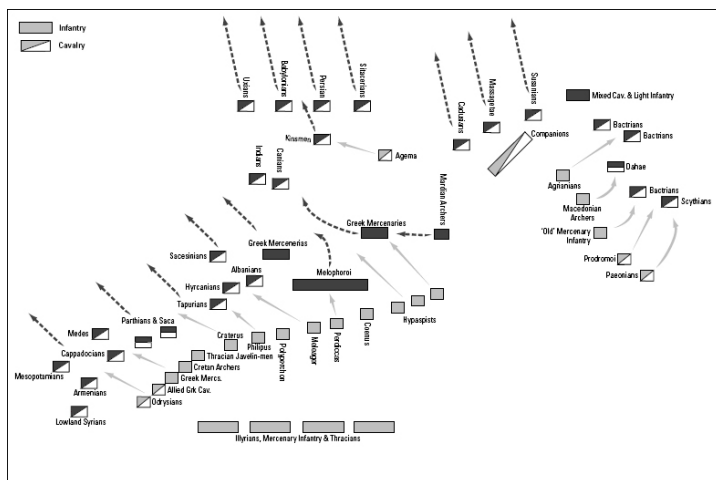 Infantry
Cavalry
Uxians
Babylonians
Persian
Sitacenians
Cadusians
Massagetae
Susanians
Companions
Mixed Cav. & Light Infantry
Bactrians
Bactrians
Kinsmen
Agema
Indians
Carians
Mardian Archers
Agrianians
Dahae
Macedonian
Archers
Bactrians
Scythians
"Old" Mercenary
Infantry
Prodromoi
Paeonians
Greek Mercenaries
Greek Mercenerias
Sacesinians
Albanians
Melophoroi
Hyrcanians
Tapurians
Hypaspists
Parthians & Saca
Medes
Craterus
Philipus
Polyperchon
Meleager
Perdiccas
Coenus
Thracian Javelin-men
Cappadocians
Cretan Archers
Mesopotamians
Greek Mercs.
Armenians
Allied Grk Cav.
Odrysians
Lowland Syrians
Illyrians, Mercenary Infantry & Thracians